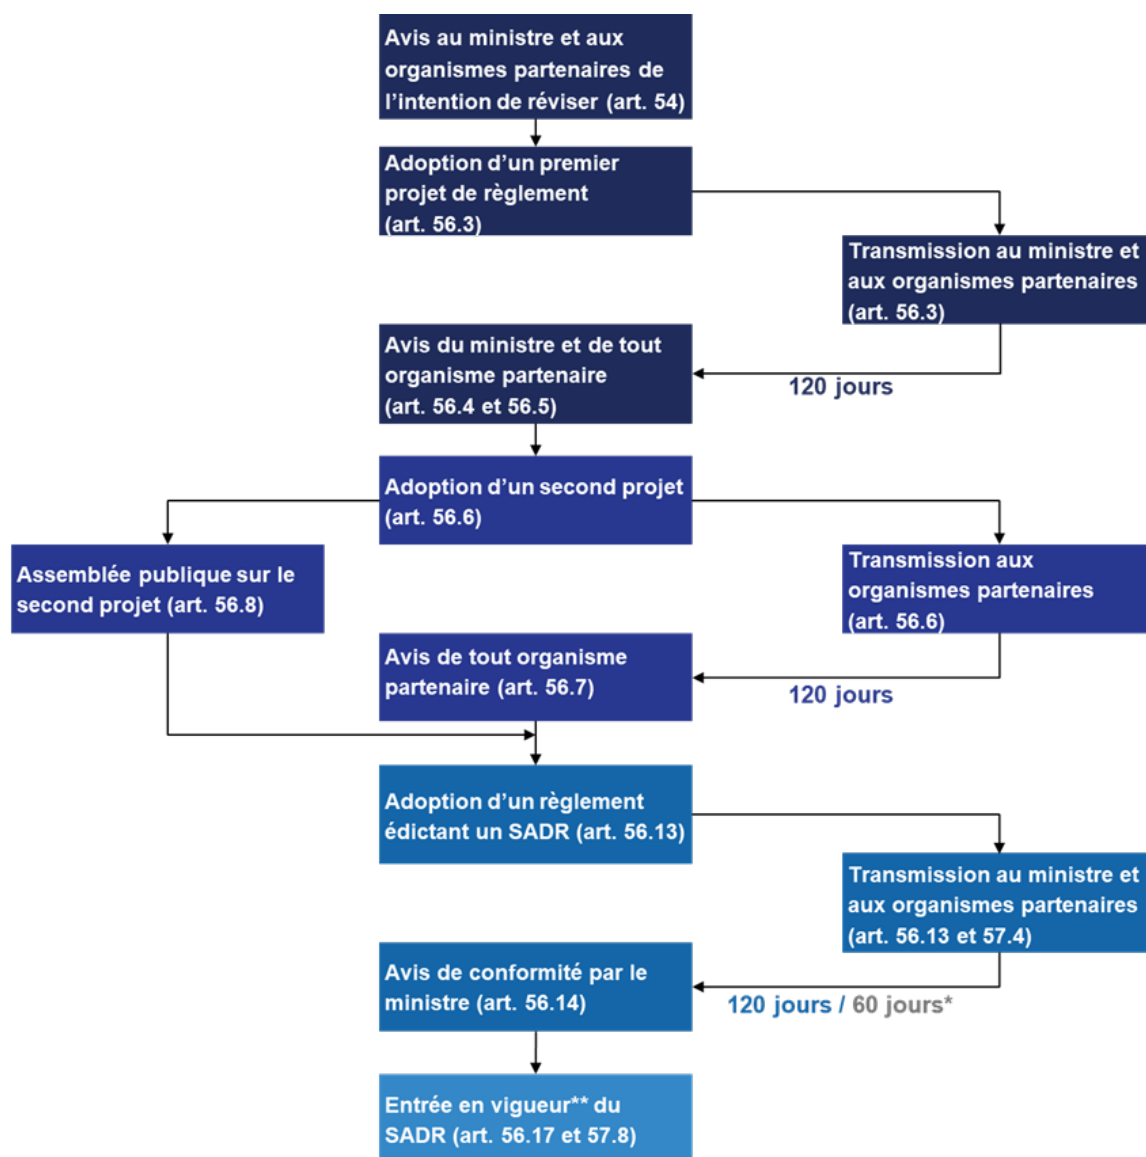 Avis au ministre et aux
organismes partenaires de
l’intention de réviser (art. 54)
Adoption d’un premier
projet de règlement
(art. 56.3)
Transmission au ministre et
aux organismes partenaires
(art. 56.3)
Avis du ministre et de tout
organisme partenaire
(art. 56.4 et 56.5)
120 jours
Adoption d’un second projet
(art. 56.6)
Assemblée publique sur le
second projet (art. 56.8)
Transmission aux
organismes partenaires
(art. 56.6)
Avis de tout organisme
partenaire (art. 56.7)
120 jours
Adoption d’un règlement
édictant un SADR (art. 56.13)
Transmission au ministre et
aux organismes partenaires
(art. 56.13 et 57.4)
Avis de conformité par le
ministre (art. 56.14)
120 jours / 60 jours*
Entrée en vigueur** du
SADR (art. 56.17 et 57.8)